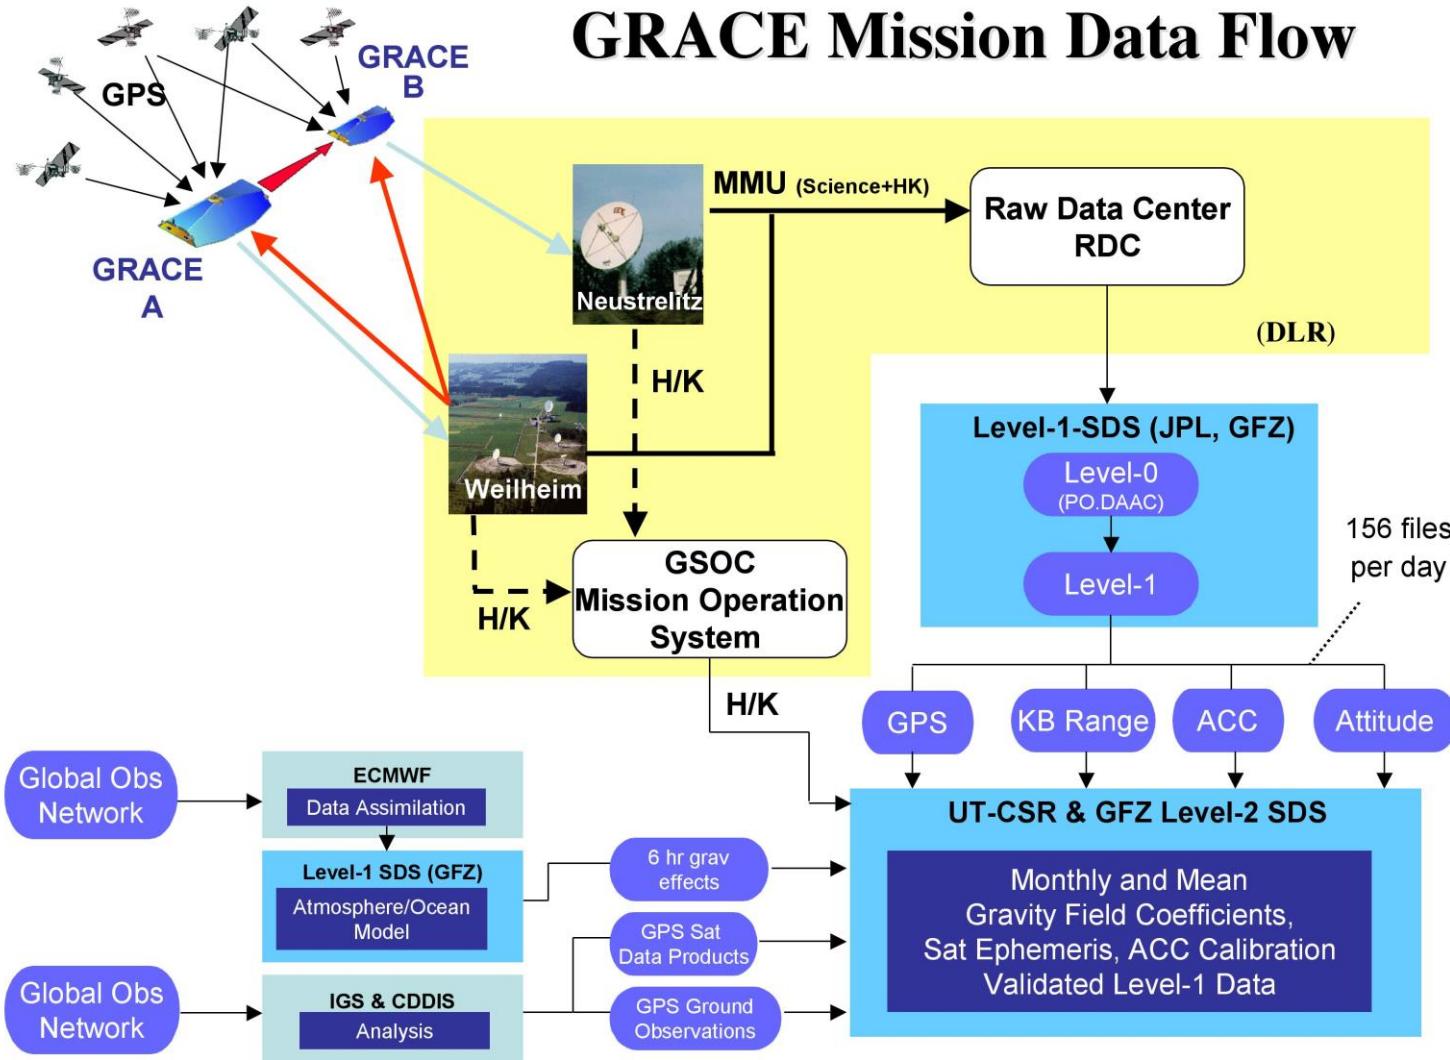 GRACE Mission Data Flow
GRACE
B
GPS
GRACE
A
MMU (Science+HK)
Raw Data Center
RDC
Neustrelitz
(DLR)
H/K
Weilheim
H/K
GSOC
Mission Operation
System
H/K
Level-1-SDS (JPL, GFZ)
Level-0
(PO.DAAC)
Level-1
156 files
per day
GPS
KB Range
ACC
Attitude
Global Obs
Network
ECMWF
Data Assimilation
Level-1 SDS (GFZ)
Atmosphere/Ocean
Model
6 hr grav
effects
GPS Sat
Data Products
Global Obs
Network
IGS & CDDIS
Analysis
GPS Ground
Observations
UT-CSR & GFZ Level-2 SDS
Monthly and Mean
Gravity Field Coefficients,
Sat Ephemeris, ACC Calibration
Validated Level-1 Data